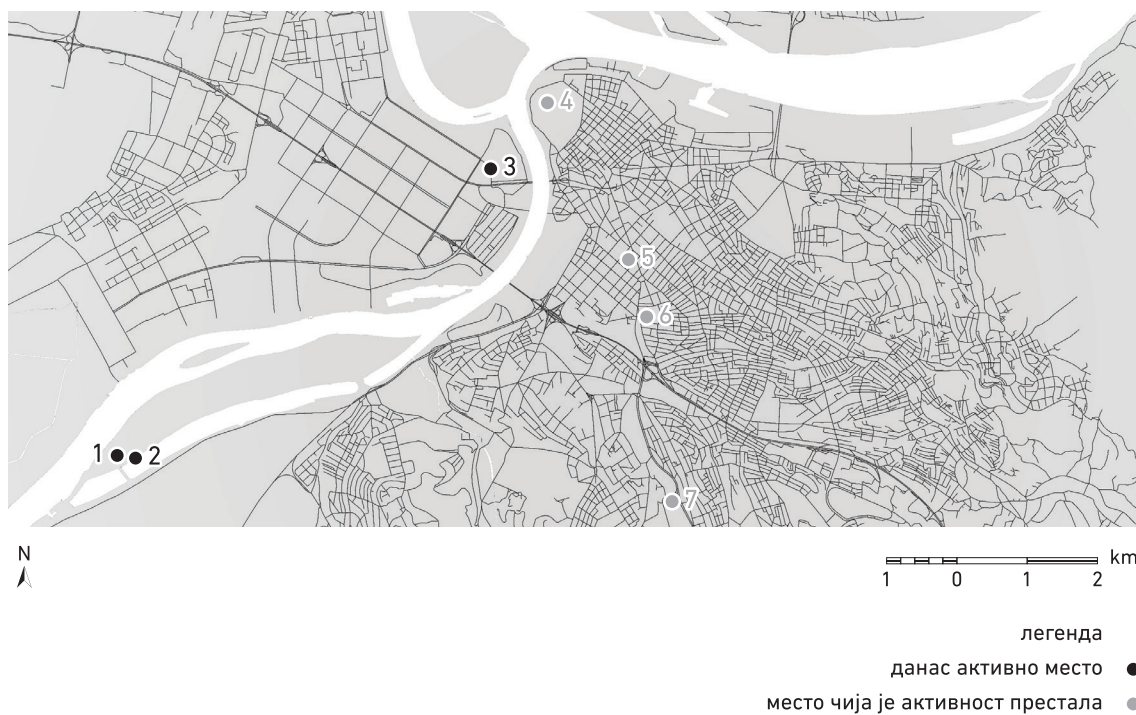 4
3
5
6
1 2
7
N
km
1 0 1 2
легенда
данас активно место
место чија је активност престала